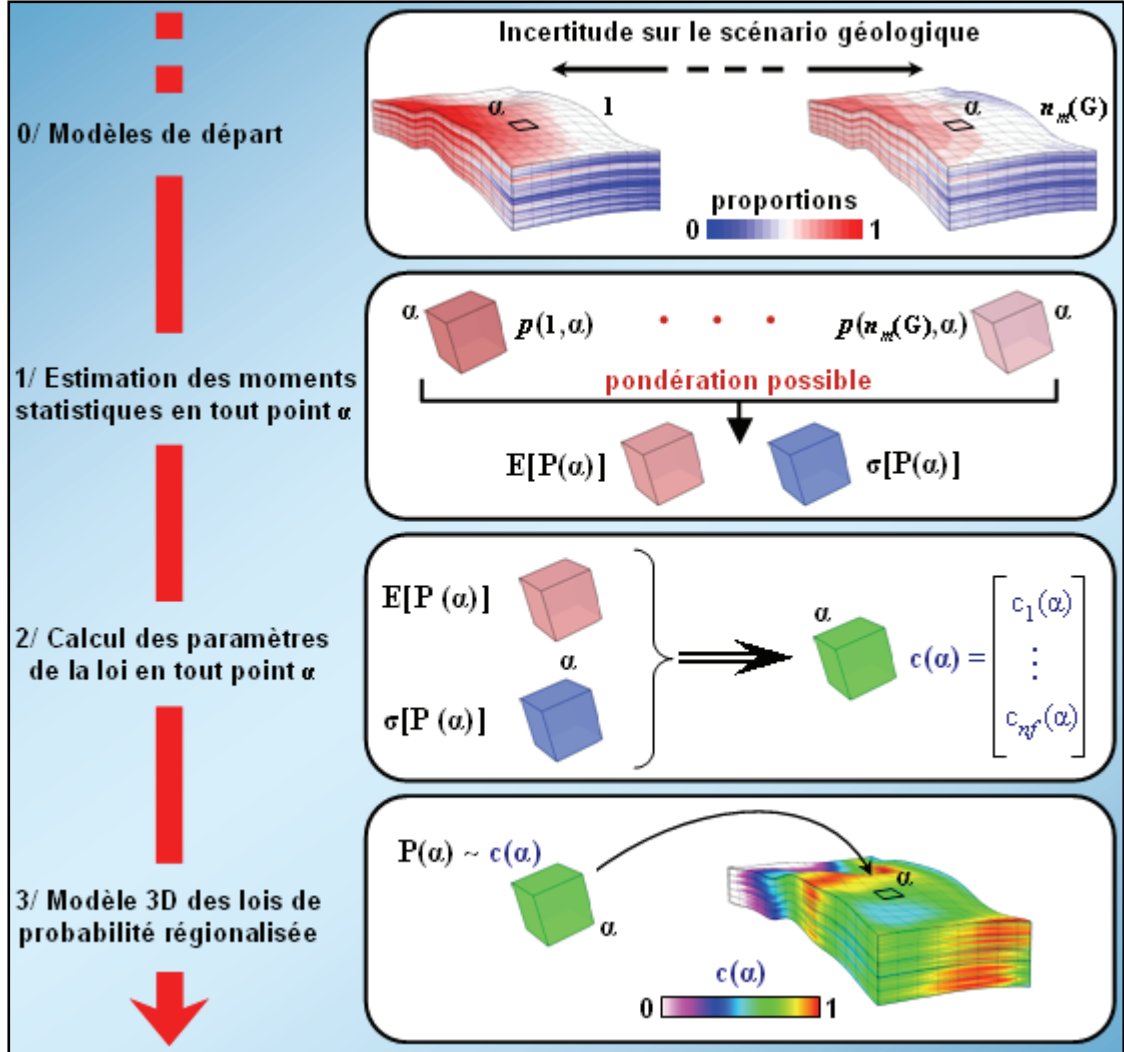 Incertitude sur le scénario géologique
α
1
α
n_m(G)
0/ Modèles de départ
proportions
0
1
α
p(1,α)
p(n_m(G),α)
α
pondération possible
1/ Estimation des moments
statistiques en tout point α
E[P(α)]
σ[P(α)]
E[P (α)]
α
σ[P (α)]
2/ Calcul des paramètres
de la loi en tout point α
α
c(α) =
c_1(α)
⋮
c_nf(α)
P(α) ~ c(α)
α
α
3/ Modèle 3D des lois de
probabilité régionalisée
c(α)
0
1